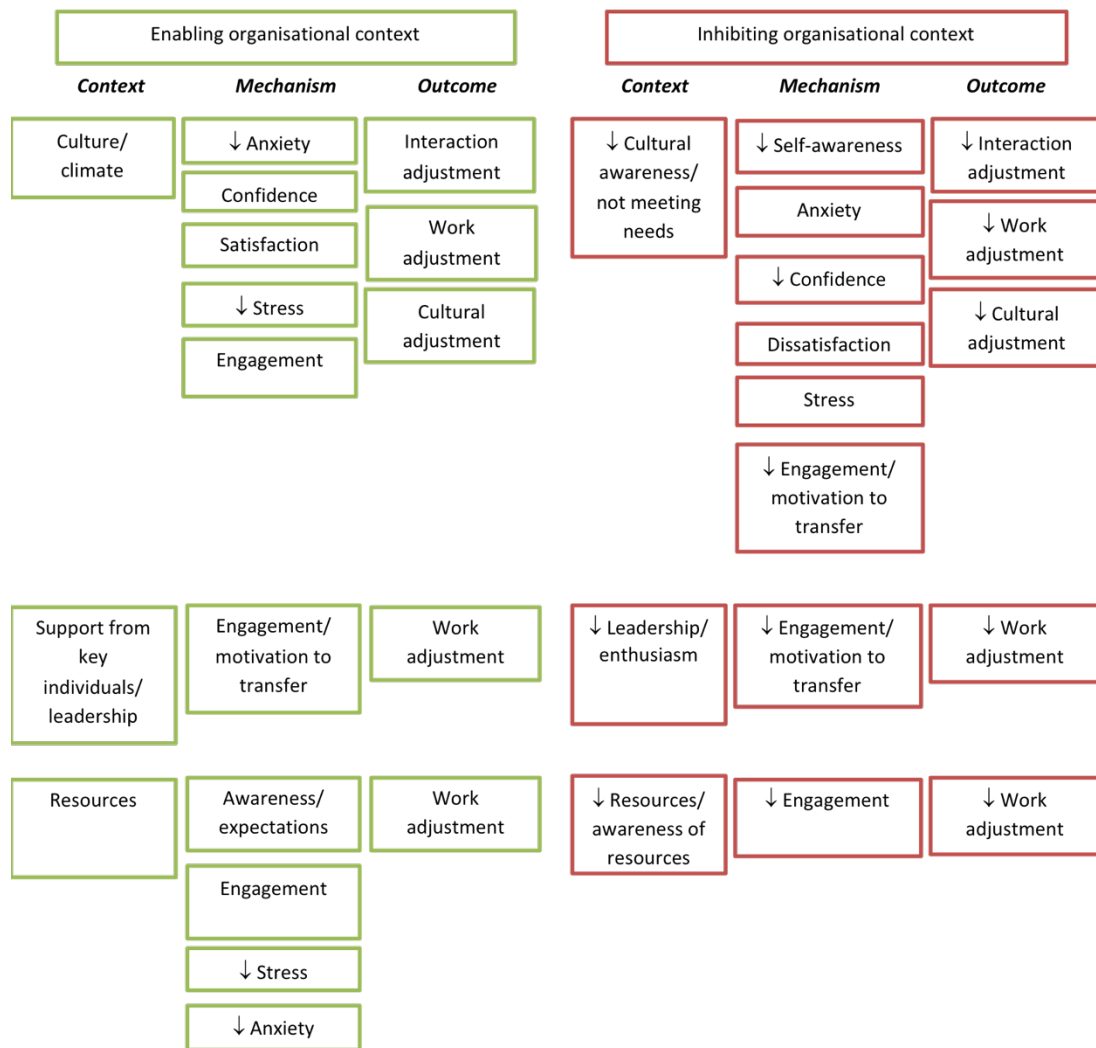 Enabling organisational context
Inhibiting organisational context
Context
Mechanism
Outcome
Context
Mechanism
Outcome
Culture/
climate
↓ Anxiety
Confidence
Satisfaction
↓ Stress
Engagement
Interaction
adjustment
Work
adjustment
Cultural
adjustment
↓ Cultural
awareness/
not meeting
needs
↓ Self-awareness
Anxiety
↓ Confidence
Dissatisfaction
Stress
↓ Engagement/
motivation to
transfer
↓ Interaction
adjustment
↓ Work
adjustment
↓ Cultural
adjustment
Support from
key
individuals/
leadership
Engagement/
motivation to
transfer
Work
adjustment
↓ Leadership/
enthusiasm
↓ Engagement/
motivation to
transfer
↓ Work
adjustment
Resources
Awareness/
expectations
Engagement
↓ Stress
↓ Anxiety
Work
adjustment
↓ Resources/
awareness of
resources
↓ Engagement
↓ Work
adjustment